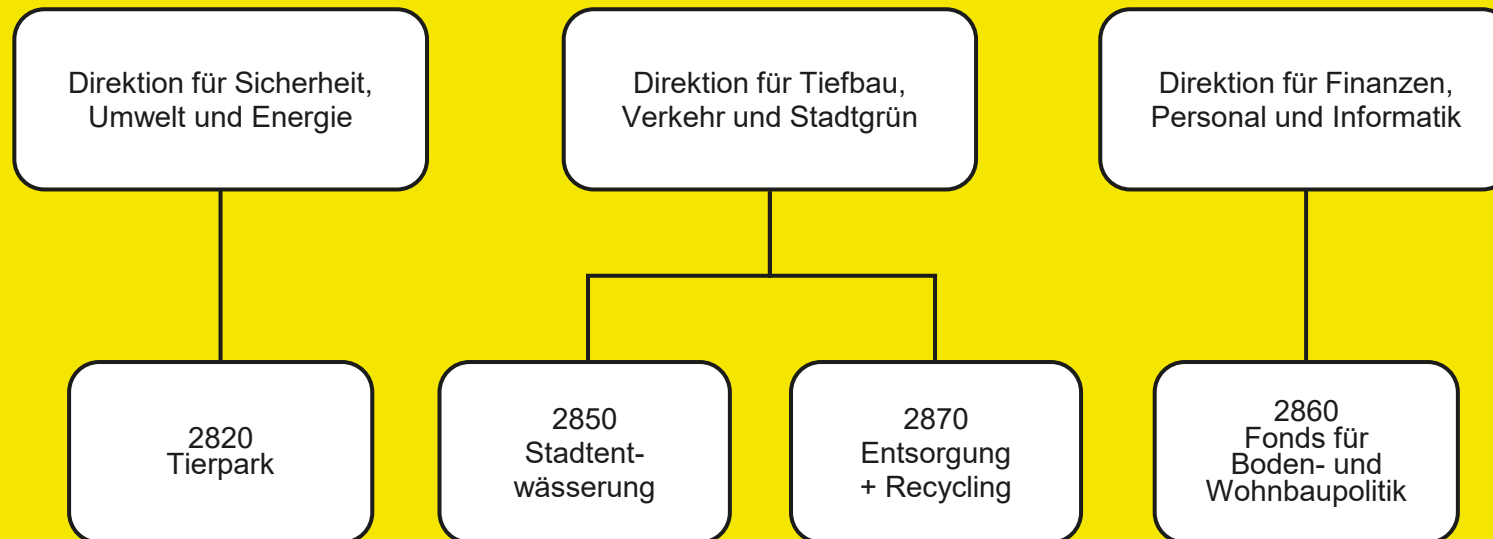 Direktion für Sicherheit,
Umwelt und Energie
Direktion für Tiefbau,
Verkehr und Stadtgrün
Direktion für Finanzen,
Personal und Informatik
2820
Tierpark
2850
Stadtent-
wässerung
2870
Entsorgung
+ Recycling
2860
Fonds für
Boden- und
Wohnbaupolitik